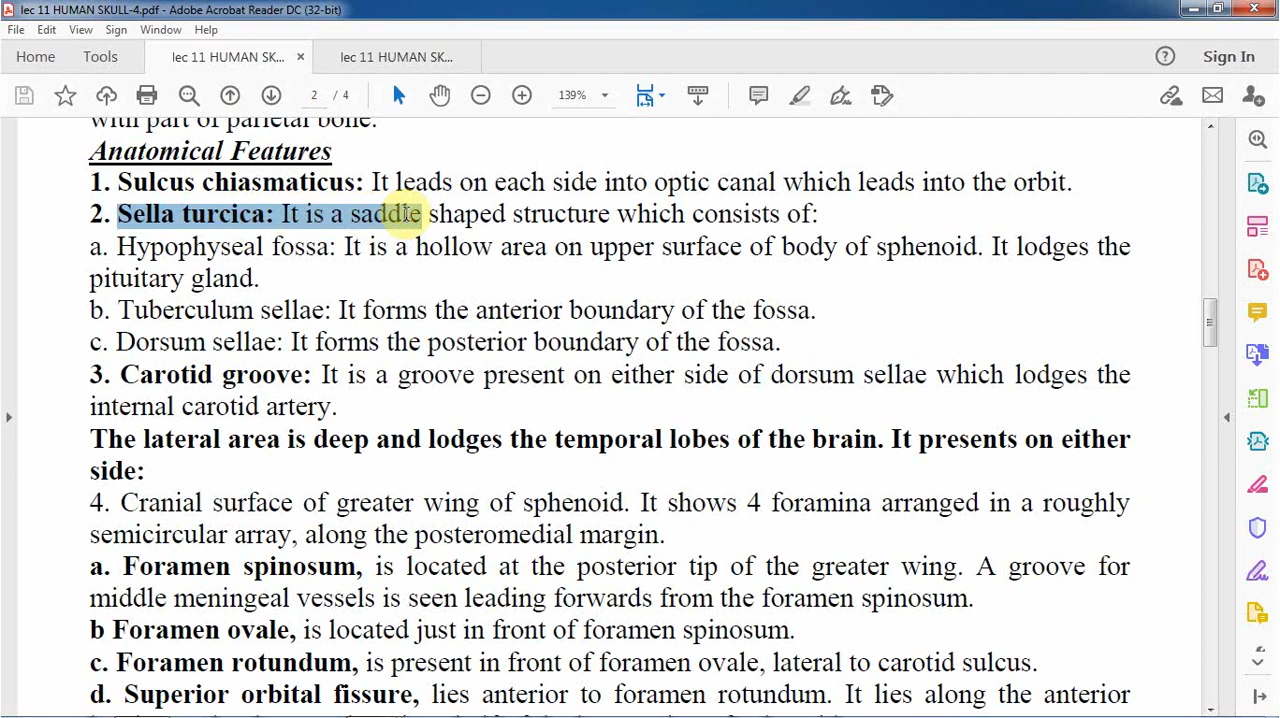 lec 11 HUMAN SKULL-4.pdf - Adobe Acrobat Reader DC (32-bit)
File Edit View Sign Window Help
Home Tools lec 11 HUMAN SK... × lec 11 HUMAN SK... Sign In
2 / 4 139%
with part of parietal bone.
Anatomical Features
1. Sulcus chiasmaticus: It leads on each side into optic canal which leads into the orbit.
2. Sella turcica: It is a saddle shaped structure which consists of:
a. Hypophyseal fossa: It is a hollow area on upper surface of body of sphenoid. It lodges the
pituitary gland.
b. Tuberculum sellae: It forms the anterior boundary of the fossa.
c. Dorsum sellae: It forms the posterior boundary of the fossa.
3. Carotid groove: It is a groove present on either side of dorsum sellae which lodges the
internal carotid artery.
The lateral area is deep and lodges the temporal lobes of the brain. It presents on either
side:
4. Cranial surface of greater wing of sphenoid. It shows 4 foramina arranged in a roughly
semicircular array, along the posteromedial margin.
a. Foramen spinosum, is located at the posterior tip of the greater wing. A groove for
middle meningeal vessels is seen leading forwards from the foramen spinosum.
b Foramen ovale, is located just in front of foramen spinosum.
c. Foramen rotundum, is present in front of foramen ovale, lateral to carotid sulcus.
d. Superior orbital fissure, lies anterior to foramen rotundum. It lies along the anterior